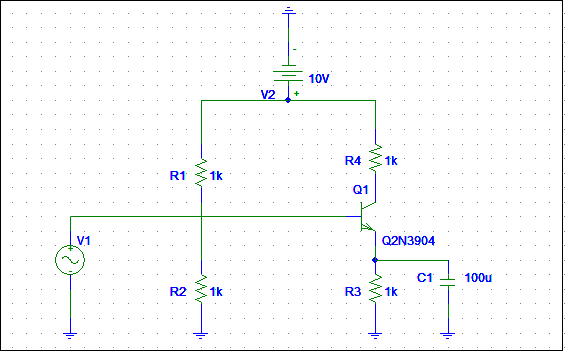 -
10V
V2
+
R4 1k
R1 1k
Q1
V1
+
-
Q2N3904
R2 1k
R3 1k
C1 100u